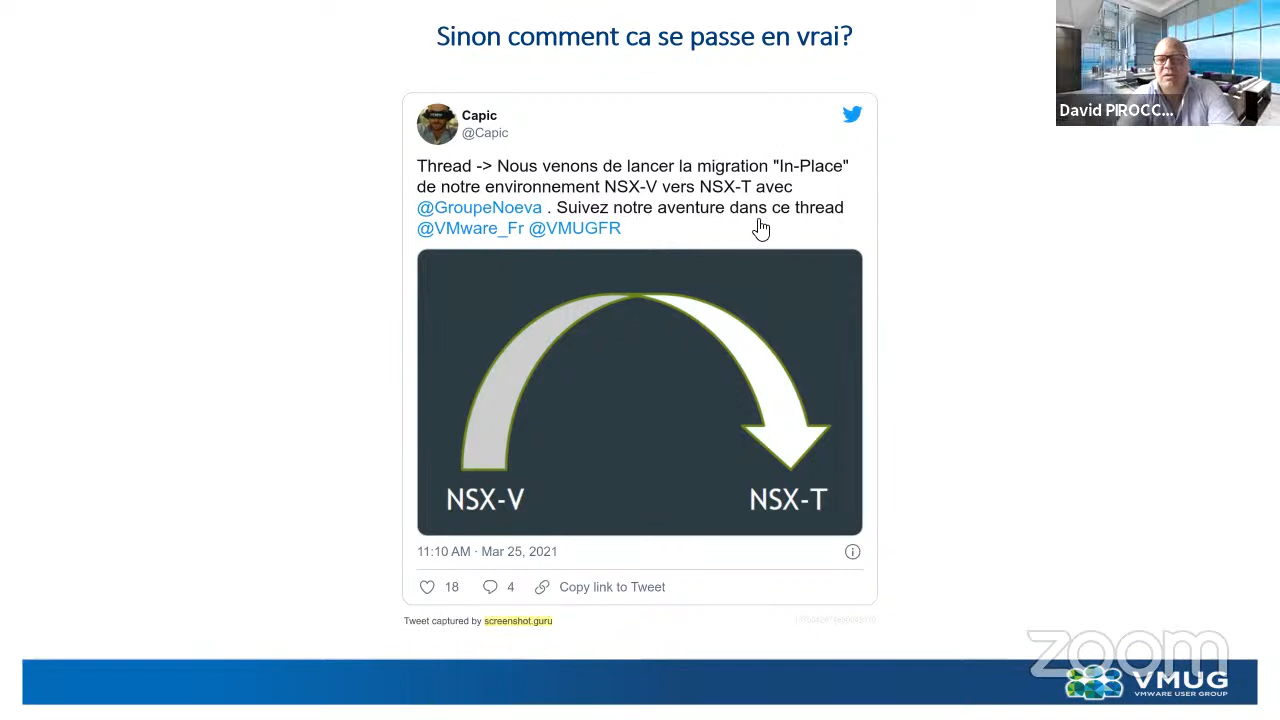 Sinon comment ca se passe en vrai?
David PIROCC...
Capic
@Capic
Thread -> Nous venons de lancer la migration "In-Place"
de notre environnement NSX-V vers NSX-T avec
@GroupeNoeva . Suivez notre aventure dans ce thread
@VMware_Fr @VMUGFR
NSX-V
NSX-T
11:10 AM · Mar 25, 2021
18
4
Copy link to Tweet
Tweet captured by screenshot.guru
zoom
VMUG
VMWARE USER GROUP